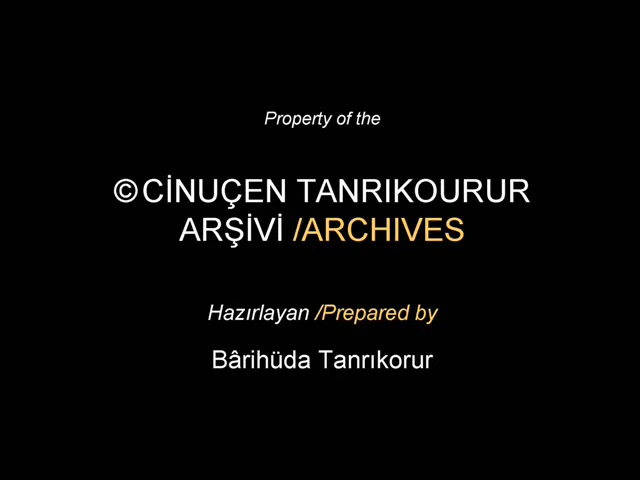 Property of the
©CİNUÇEN TANRIKOURUR
ARŞİVİ /ARCHIVES
Hazırlayan /Prepared by
Bârihüda Tanrıkorur